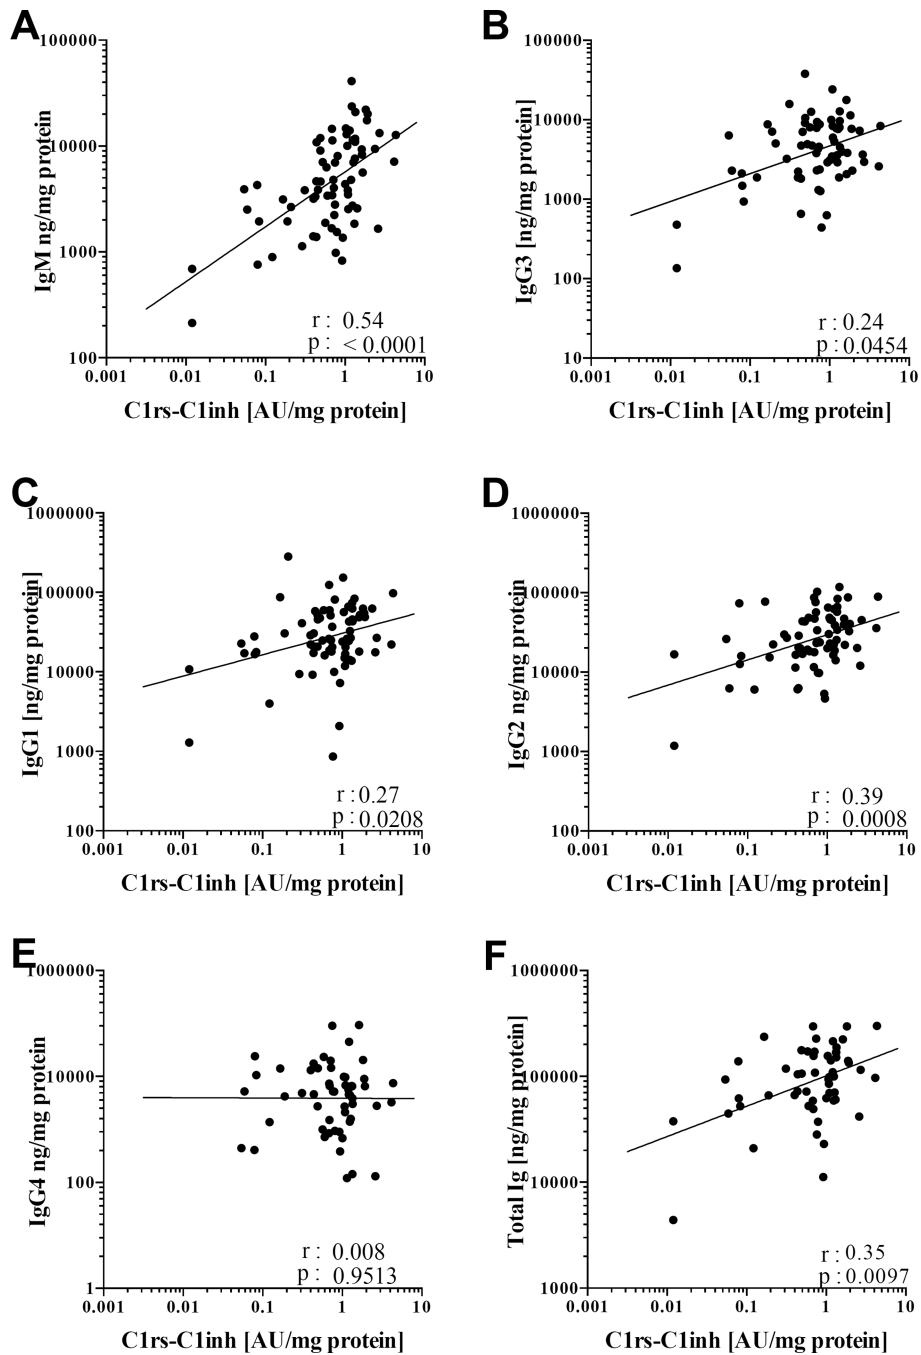 A
100000
10000
1000
100
IgM ng/mg protein
r : 0.54
p : < 0.0001
0.001 0.01 0.1 1 10
C1rs-C1inh [AU/mg protein]
B
100000
10000
1000
100
10
IgG3 [ng/mg protein]
r : 0.24
p : 0.0454
0.001 0.01 0.1 1 10
C1rs-C1inh [AU/mg protein]
C
1000000
100000
10000
1000
100
IgG1 [ng/mg protein]
r : 0.27
p : 0.0208
0.001 0.01 0.1 1 10
C1rs-C1inh [AU/mg protein]
D
1000000
100000
10000
1000
100
IgG2 ng/mg protein]
r : 0.39
p : 0.0008
0.001 0.01 0.1 1 10
C1rs-C1inh [AU/mg protein]
E
1000000
10000
100
1
IgG4 ng/mg protein
r : 0.008
p : 0.9513
0.001 0.01 0.1 1 10
C1rs-C1inh [AU/mg protein]
F
1000000
100000
10000
1000
Total Ig [ng/mg protein]
r : 0.35
p : 0.0097
0.001 0.01 0.1 1 10
C1rs-C1inh [AU/mg protein]